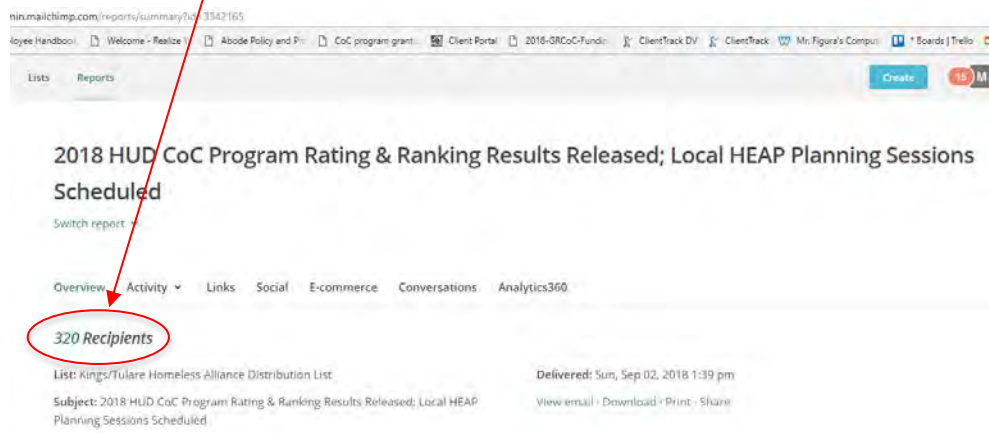 min.mailchimp.com/reports/summary?id=3342165
loyee Handbool Welcome - Realize Y Abode Policy and Pr CoC program grant Client Portal 2018-GRCoC-Fundin ClientTrack DV ClientTrack Mr. Figura's Compu * Boards | Trello
Lists Reports Create 15 M
2018 HUD CoC Program Rating & Ranking Results Released; Local HEAP Planning Sessions
Scheduled
Switch report
Overview Activity Links Social E-commerce Conversations Analytics360
320 Recipients
List: Kings/Tulare Homeless Alliance Distribution List Delivered: Sun, Sep 02, 2018 1:39 pm
Subject: 2018 HUD CoC Program Rating & Ranking Results Released; Local HEAP View email · Download · Print · Share
Planning Sessions Scheduled